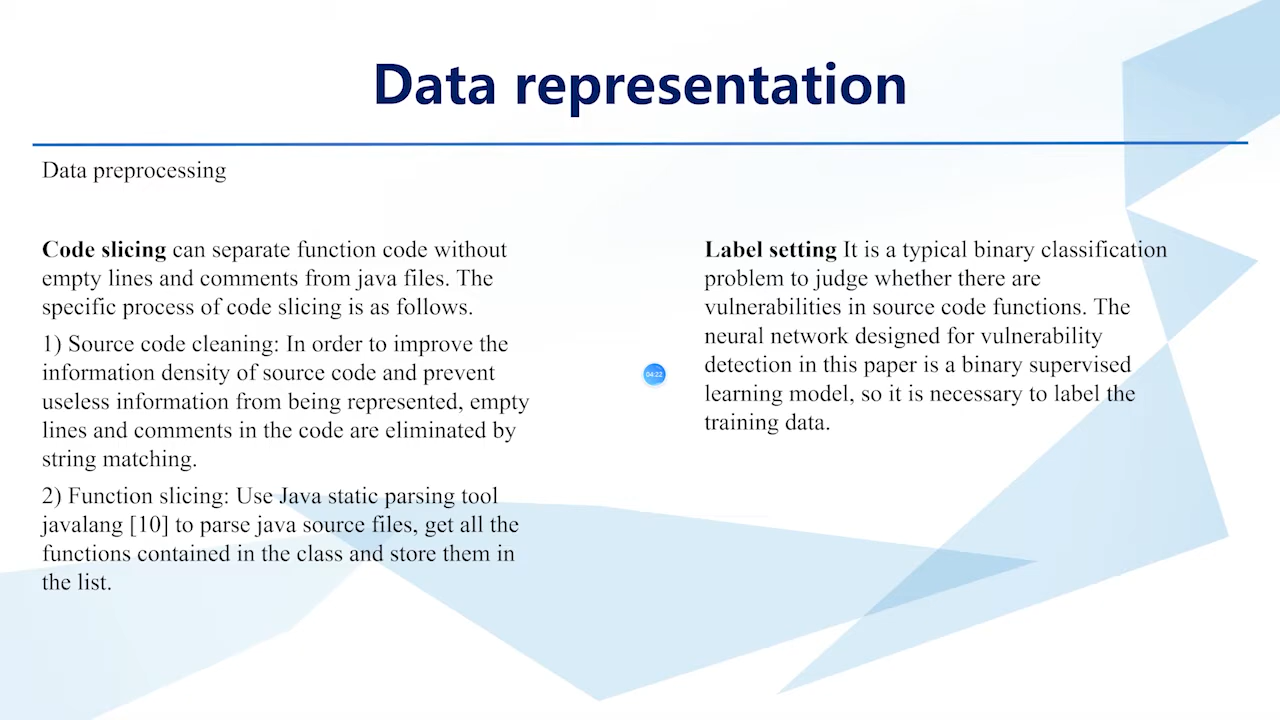 Data representation
Data preprocessing
Code slicing can separate function code without
empty lines and comments from java files. The
specific process of code slicing is as follows.
1) Source code cleaning: In order to improve the
information density of source code and prevent
useless information from being represented, empty
lines and comments in the code are eliminated by
string matching.
2) Function slicing: Use Java static parsing tool
javalang [10] to parse java source files, get all the
functions contained in the class and store them in
the list.
04:22
Label setting It is a typical binary classification
problem to judge whether there are
vulnerabilities in source code functions. The
neural network designed for vulnerability
detection in this paper is a binary supervised
learning model, so it is necessary to label the
training data.